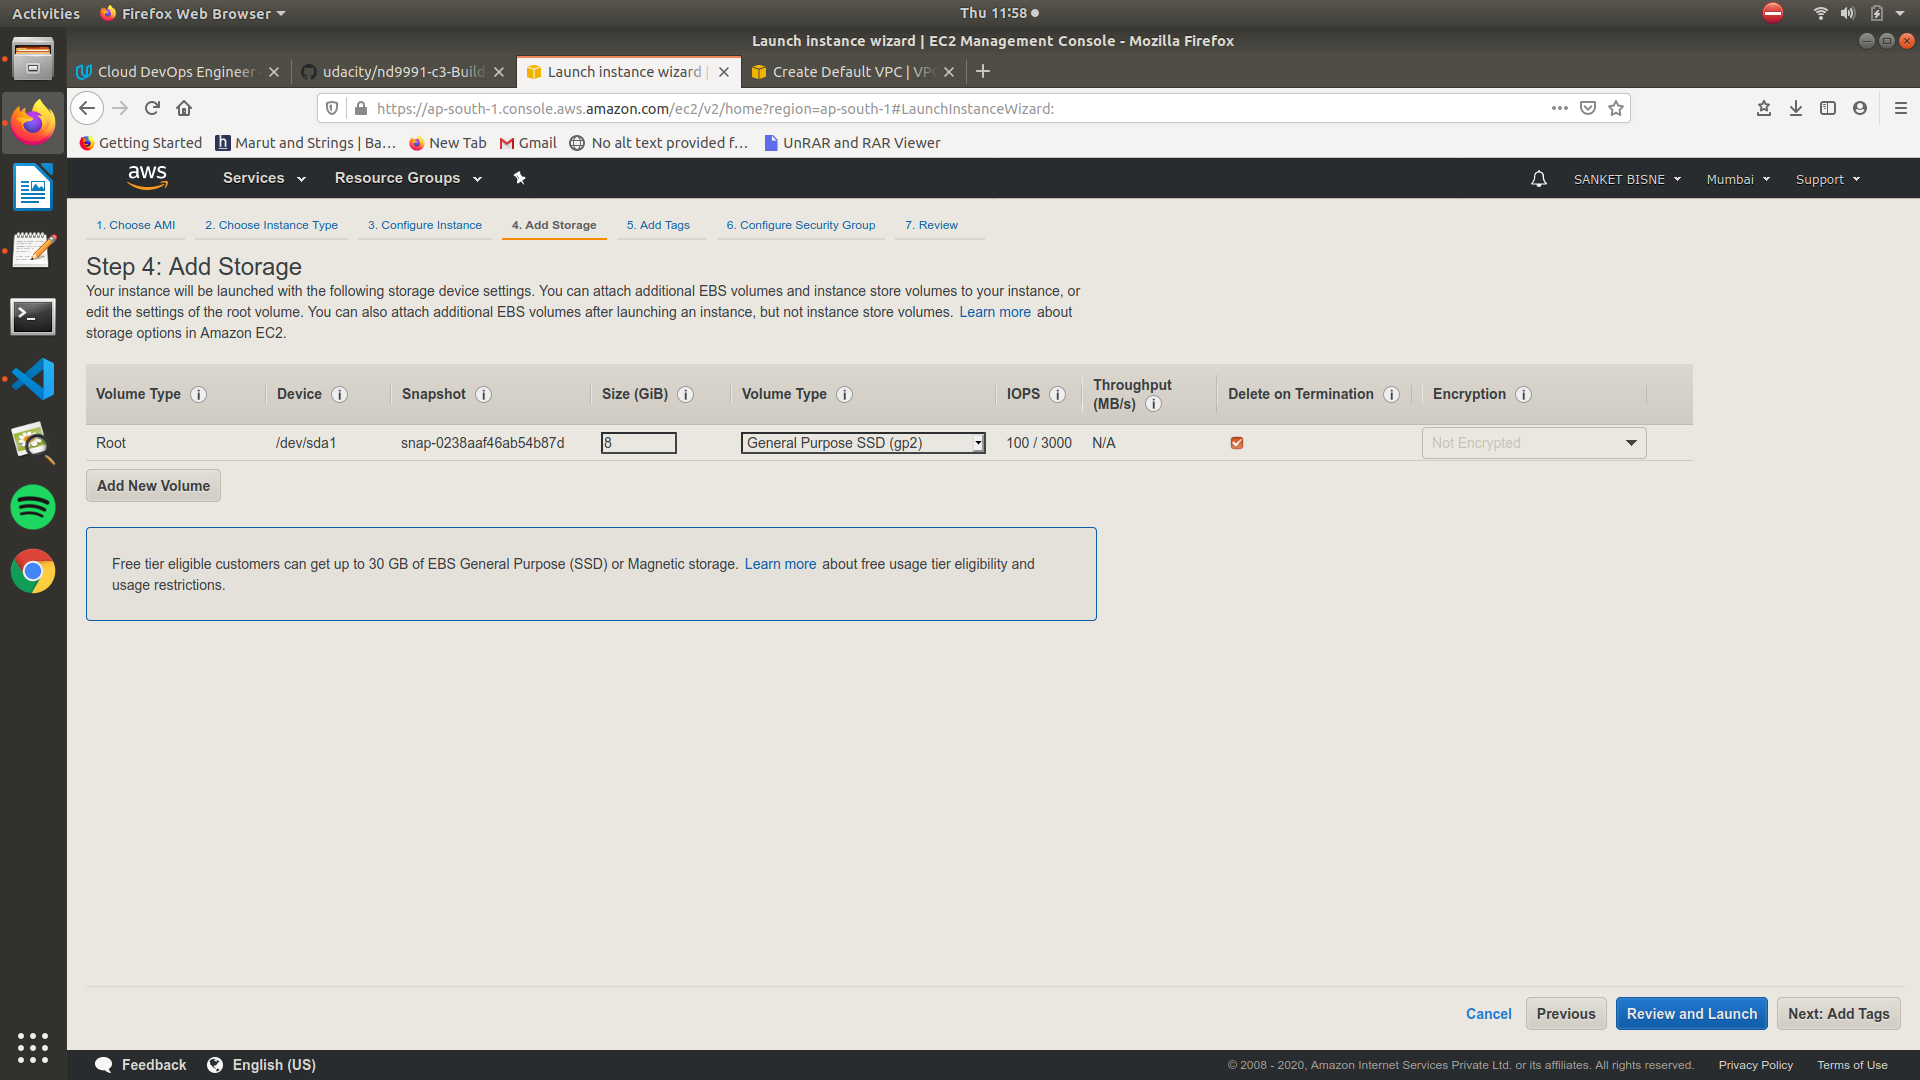 Activities
Firefox Web Browser
Thu 11:58
Launch instance wizard | EC2 Management Console - Mozilla Firefox
Cloud DevOps Engineer
udacity/nd9991-c3-Build
Launch instance wizard |
Create Default VPC | VPC
https://ap-south-1.console.aws.amazon.com/ec2/v2/home?region=ap-south-1#LaunchInstanceWizard:
Getting Started
Marut and Strings | Ba...
New Tab
Gmail
No alt text provided f...
UnRAR and RAR Viewer
aws
Services
Resource Groups
SANKET BISNE
Mumbai
Support
1. Choose AMI
2. Choose Instance Type
3. Configure Instance
4. Add Storage
5. Add Tags
6. Configure Security Group
7. Review
Step 4: Add Storage
Your instance will be launched with the following storage device settings. You can attach additional EBS volumes and instance store volumes to your instance, or
edit the settings of the root volume. You can also attach additional EBS volumes after launching an instance, but not instance store volumes. Learn more about
storage options in Amazon EC2.
Volume Type
Device
Snapshot
Size (GiB)
Volume Type
IOPS
Throughput
(MB/s)
Delete on Termination
Encryption
Root
/dev/sda1
snap-0238aaf46ab54b87d
8
General Purpose SSD (gp2)
100 / 3000
N/A
Not Encrypted
Add New Volume
Free tier eligible customers can get up to 30 GB of EBS General Purpose (SSD) or Magnetic storage. Learn more about free usage tier eligibility and
usage restrictions.
Cancel
Previous
Review and Launch
Next: Add Tags
Feedback
English (US)
© 2008 - 2020, Amazon Internet Services Private Ltd. or its affiliates. All rights reserved.
Privacy Policy
Terms of Use